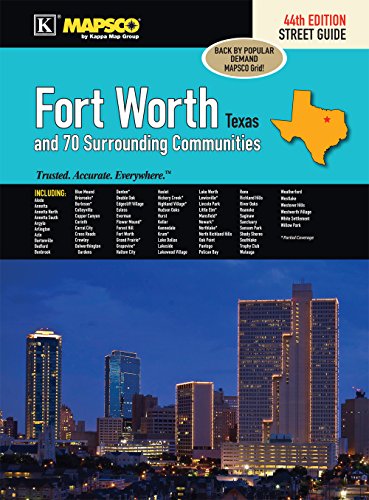 K MAPSCO
by Kappa Map Group
44th EDITION
STREET GUIDE
BACK BY POPULAR
DEMAND
MAPSCO Grid!
Fort Worth Texas
and 70 Surrounding Communities
Trusted. Accurate. Everywhere.™
INCLUDING:
Aledo
Annetta
Annetta North
Annetta South
Argyle
Arlington
Azle
Bartonville
Bedford
Benbrook
Blue Mound
Briaroaks*
Burleson*
Colleyville
Copper Canyon
Corinth
Corral City
Cross Roads
Crowley
Dalworthington
Gardens
Denton*
Double Oak
Edgecliff Village
Euless
Everman
Flower Mound*
Forest Hill
Fort Worth
Grand Prairie*
Grapevine*
Haltom City
Haslet
Hickory Creek*
Highland Village*
Hudson Oaks
Hurst
Keller
Kennedale
Krum*
Lake Dallas
Lakeside
Lakewood Village
Lake Worth
Lewisville*
Lincoln Park
Little Elm*
Mansfield*
Newark*
Northlake*
North Richland Hills
Oak Point
Pantego
Pelican Bay
Reno
Richland Hills
River Oaks
Roanoke
Saginaw
Sanctuary
Sansom Park
Shady Shores
Southlake
Trophy Club
Watauga
Weatherford
Westlake
Westover Hills
Westworth Village
White Settlement
Willow Park
*Partial Coverage